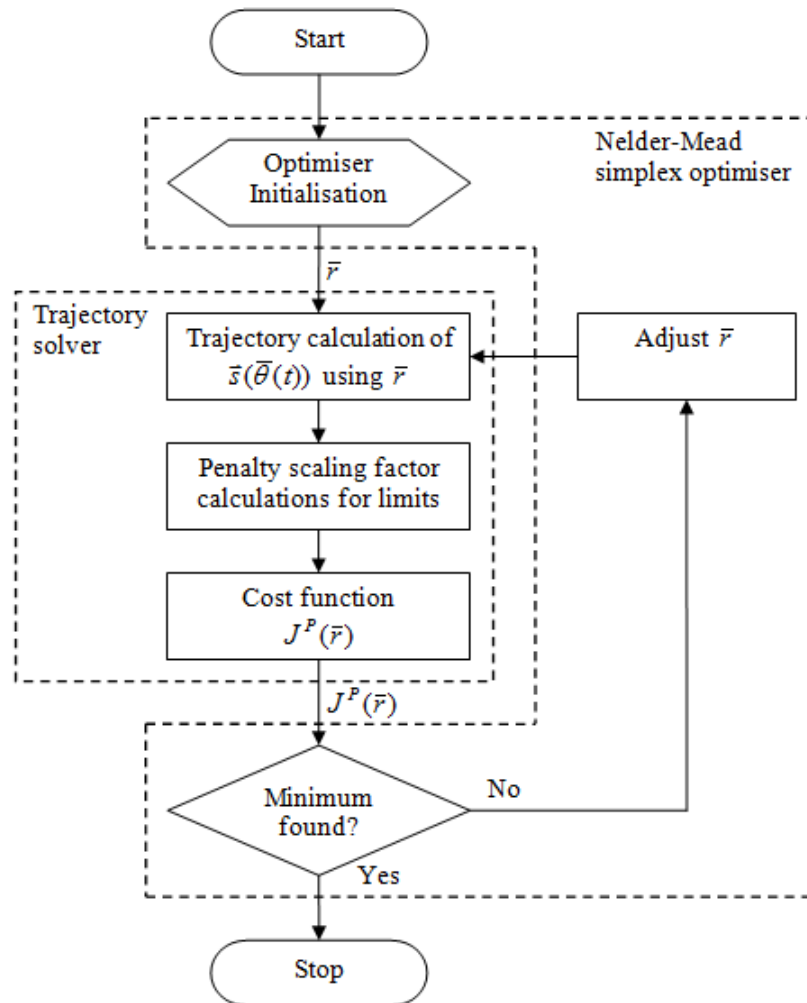 Start
Nelder-Mead
simplex optimiser
Optimiser
Initialisation
r̄
Trajectory
solver
Trajectory calculation of
s̄(θ̄(t)) using r̄
Adjust r̄
Penalty scaling factor
calculations for limits
Cost function
J^P(r̄)
J^P(r̄)
Minimum
found?
No
Yes
Stop